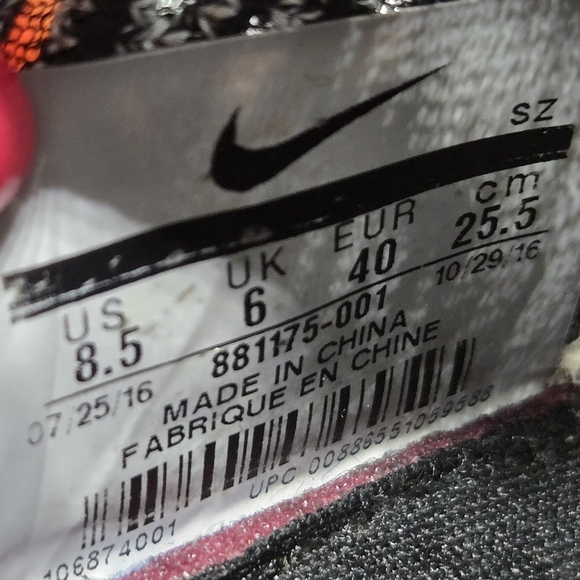 SZ
US UK EUR cm
8.5 6 40 25.5
07/25/16 881175-001 10/29/16
MADE IN CHINA
FABRIQUE EN CHINE
UPC 00886551059588
106874001